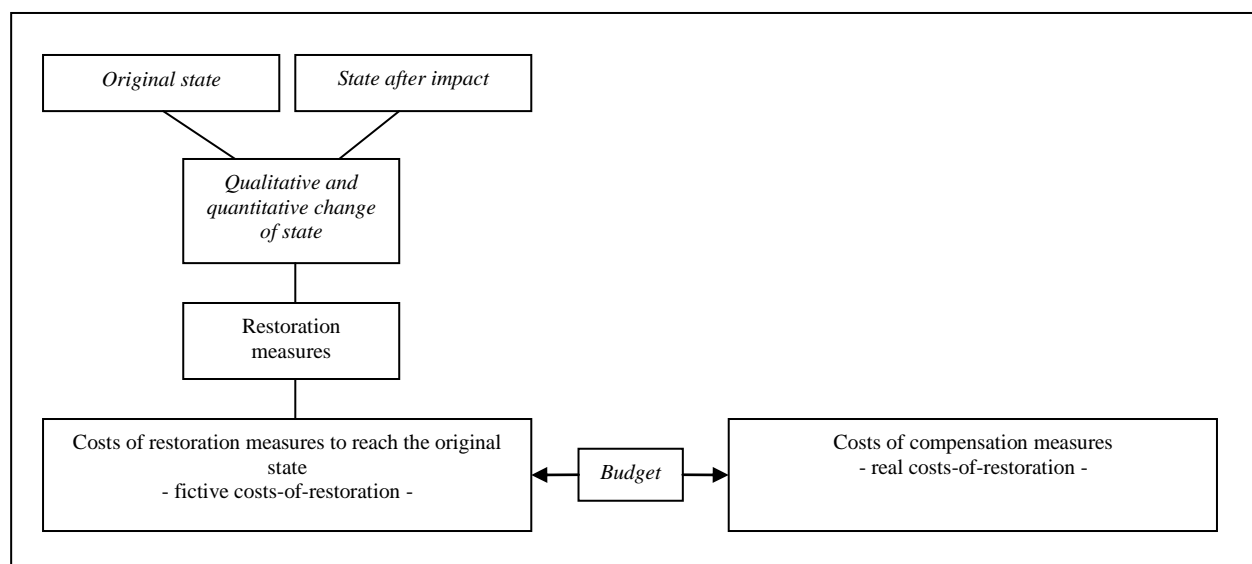 Original state
State after impact
Qualitative and
quantitative change
of state
Restoration
measures
Costs of restoration measures to reach the original
state
- fictive costs-of-restoration -
Budget
Costs of compensation measures
- real costs-of-restoration -